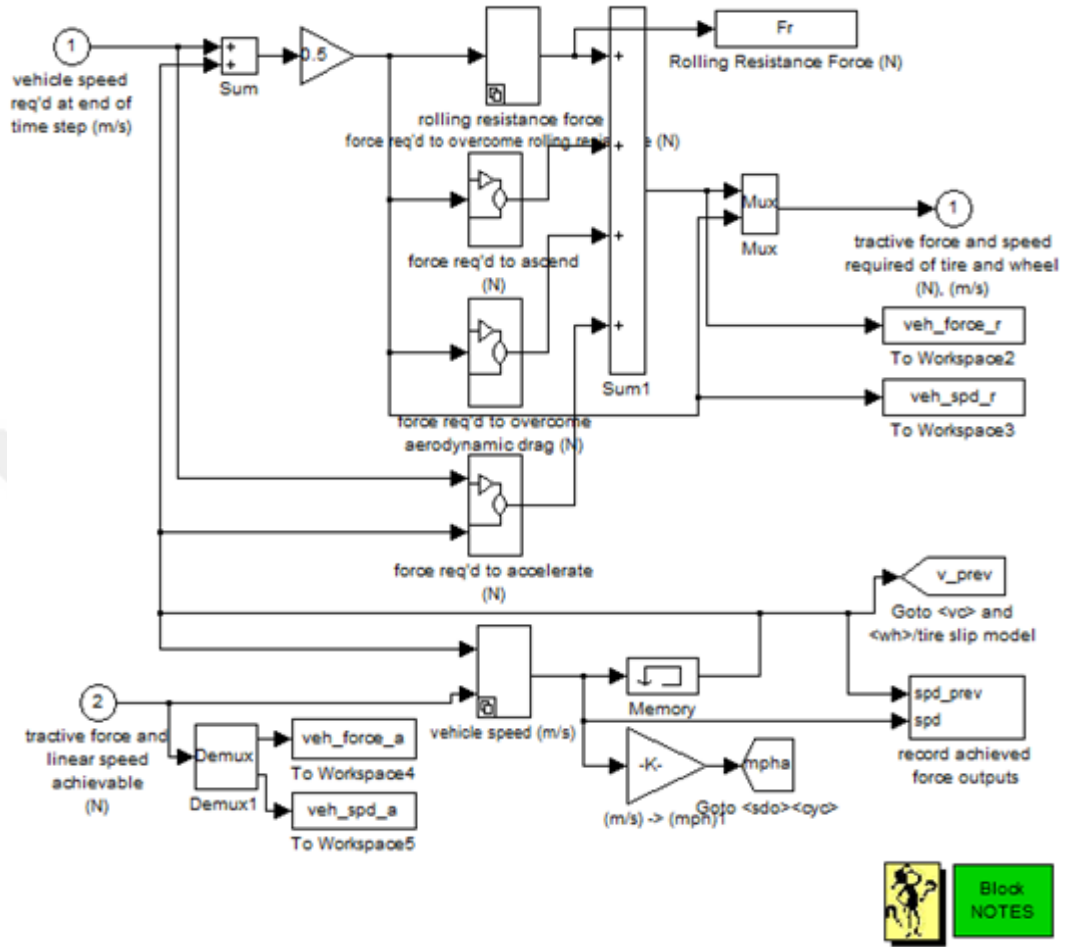 1
vehicle speed
req'd at end of
time step (m/s)
+
+
Sum
0.5
rolling resistance force
force req'd to overcome rolling resistance (N)
Fr
Rolling Resistance Force (N)
+
+
+
+
Sum1
force req'd to ascend
(N)
force req'd to overcome
aerodynamic drag (N)
force req'd to accelerate
(N)
Mux
Mux
1
tractive force and speed
required of tire and wheel
(N), (m/s)
veh_force_r
To Workspace2
veh_spd_r
To Workspace3
v_prev
Goto <vc> and
<wh>/tire slip model
2
tractive force and
linear speed
achievable
(N)
Demux
Demux1
veh_force_a
To Workspace4
veh_spd_a
To Workspace5
vehicle speed (m/s)
Memory
-K-
(m/s) -> (mph)1
mpha
Goto <sdo><cyc>
spd_prev
spd
record achieved
force outputs
?
?
Block
NOTES